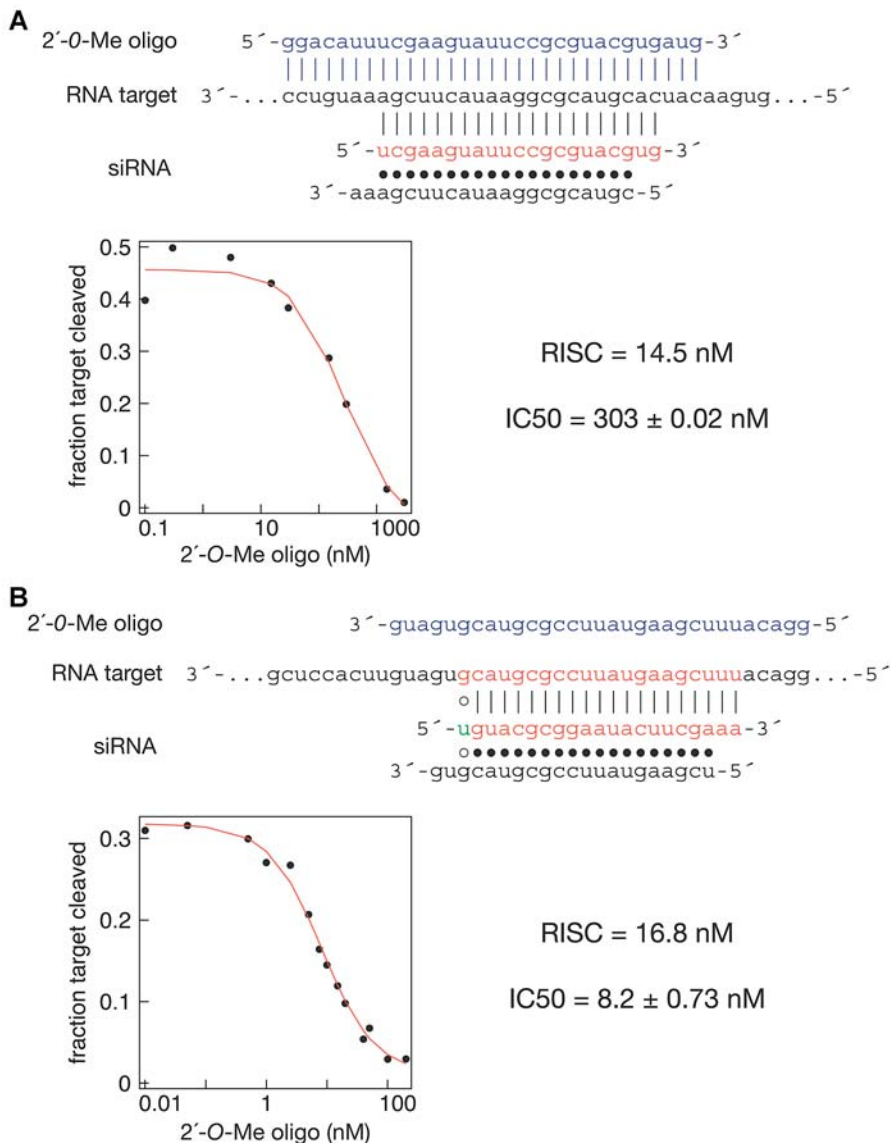 A
2´-O-Me oligo 5´-ggacauuucgaaguauuccgcguacgugaug-3´
RNA target 3´-...ccuguaaagcuucauaaggcgcaugcacuacaagug...-5´
siRNA
5´-ucgaaguauuccgcguacgug-3´
3´-aaagcuucauaaggcgcaugc-5´
fraction target cleaved
0.5
0.4
0.3
0.2
0.1
0
0.1 10 1000
2´-O-Me oligo (nM)
RISC = 14.5 nM
IC50 = 303 ± 0.02 nM
B
2´-O-Me oligo 3´-guagugcaugcgccuuaugaagcuuuacagg-5´
RNA target 3´-...gcuccacuuguagugcaugcgccuuaugaagcuuuacagg...-5´
siRNA
5´-uguacgcggaauacuucgaaa-3´
3´-gugcaugcgccuuaugaagcu-5´
fraction target cleaved
0.3
0.2
0.1
0
0.01 1 100
2´-O-Me oligo (nM)
RISC = 16.8 nM
IC50 = 8.2 ± 0.73 nM